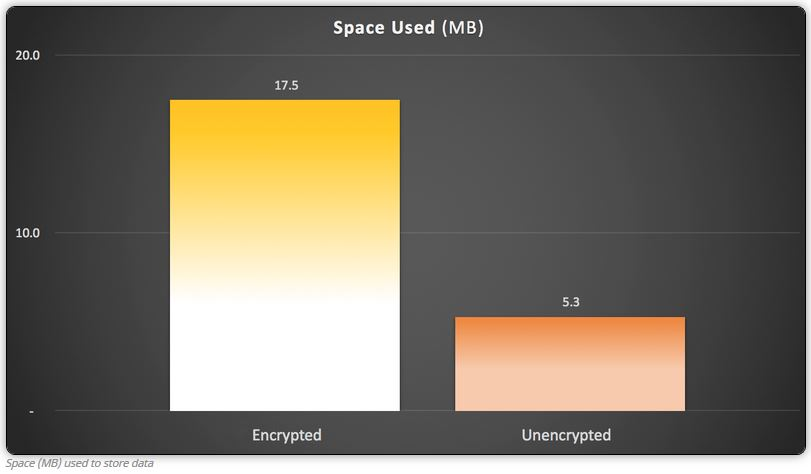 Space Used (MB)
20.0
17.5
10.0
5.3
-
Encrypted
Unencrypted
Space (MB) used to store data